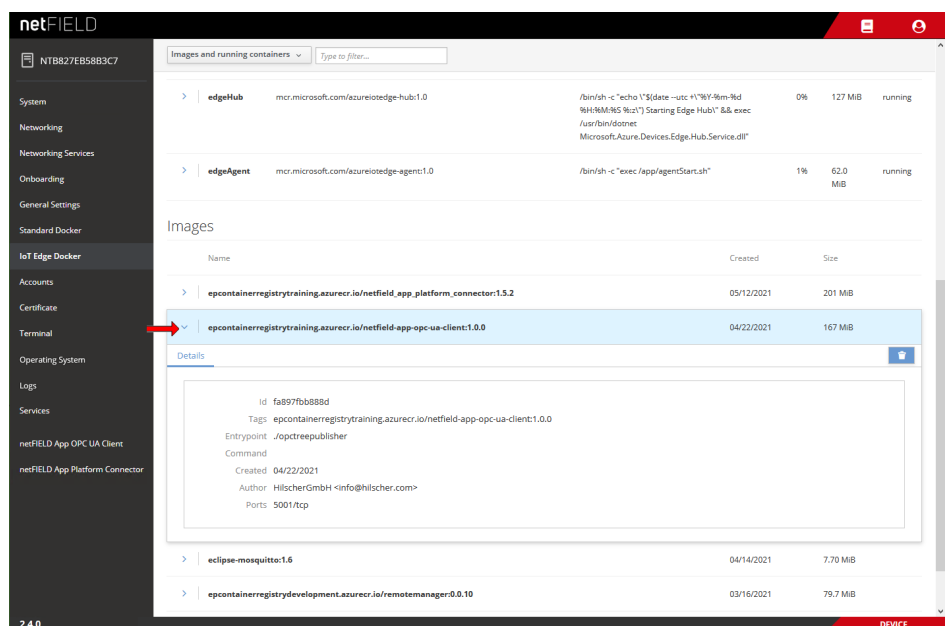 netFIELD
NTB827EB58B3C7
Images and running containers
Type to filter...
System
Networking
Networking Services
Onboarding
General Settings
Standard Docker
IoT Edge Docker
Accounts
Certificate
Terminal
Operating System
Logs
Services
netFIELD App OPC UA Client
netFIELD App Platform Connector
2.4.0
edgeHub mcr.microsoft.com/azureiotedge-hub:1.0 /bin/sh -c "echo \"$(date --utc +\"%Y-%m-%d 0% 127 MiB running
%H:%M:%S %:z\") Starting Edge Hub\" && exec
/usr/bin/dotnet
Microsoft.Azure.Devices.Edge.Hub.Service.dll"
edgeAgent mcr.microsoft.com/azureiotedge-agent:1.0 /bin/sh -c "exec /app/agentStart.sh" 1% 62.0 running
MiB
Images
Name Created Size
epcontainerregistrytraining.azurecr.io/netfield_app_platform_connector:1.5.2 05/12/2021 201 MiB
epcontainerregistrytraining.azurecr.io/netfield-app-opc-ua-client:1.0.0 04/22/2021 167 MiB
Details
Id fa897fbb888d
Tags epcontainerregistrytraining.azurecr.io/netfield-app-opc-ua-client:1.0.0
Entrypoint ./opctreepublisher
Command
Created 04/22/2021
Author HilscherGmbH <info@hilscher.com>
Ports 5001/tcp
eclipse-mosquitto:1.6 04/14/2021 7.70 MiB
epcontainerregistrydevelopment.azurecr.io/remotemanager:0.0.10 03/16/2021 79.7 MiB
DEVICE